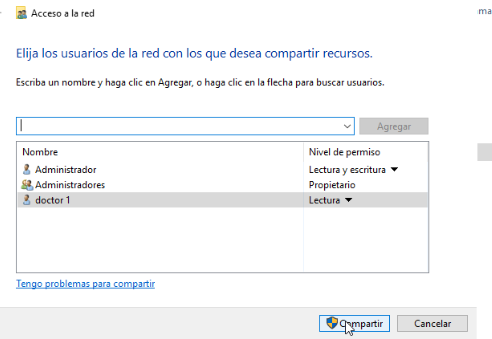 Acceso a la red
ma
Elija los usuarios de la red con los que desea compartir recursos.
Escriba un nombre y haga clic en Agregar, o haga clic en la flecha para buscar usuarios.
Agregar
Nombre Nivel de permiso
Administrador Lectura y escritura
Administradores Propietario
doctor 1 Lectura
Tengo problemas para compartir
Compartir Cancelar